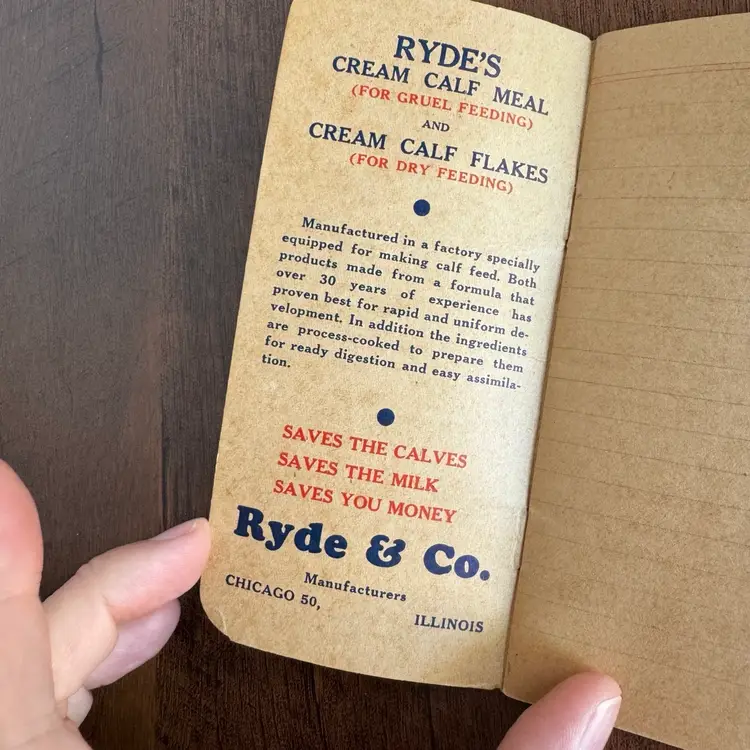 RYDE'S
CREAM CALF MEAL
(FOR GRUEL FEEDING)
AND
CREAM CALF FLAKES
(FOR DRY FEEDING)
Manufactured in a factory specially
equipped for making calf feed. Both
products made from a formula that
over 30 years of experience has
proven best for rapid and uniform de-
velopment. In addition the ingredients
are process-cooked to prepare them
for ready digestion and easy assimila-
tion.
SAVES THE CALVES
SAVES THE MILK
SAVES YOU MONEY
Ryde & Co.
Manufacturers
CHICAGO 50, ILLINOIS